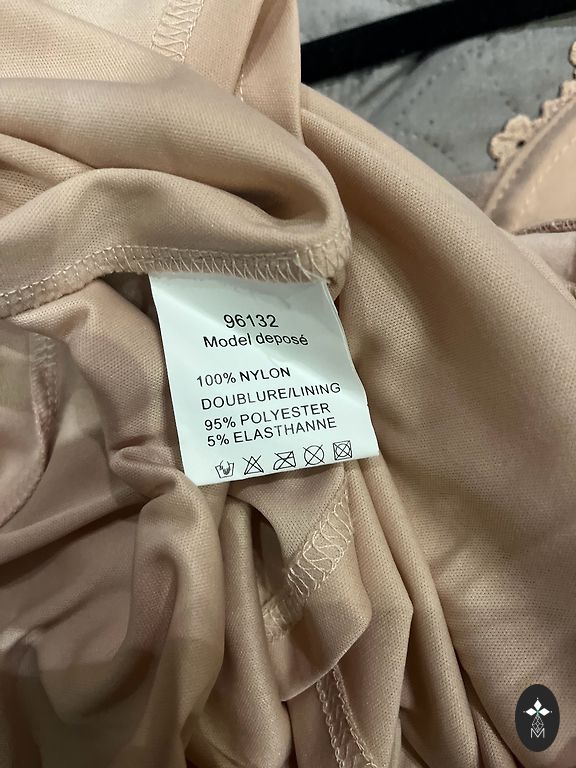 96132
Model deposé
100% NYLON
DOUBLURE/LINING
95% POLYESTER
5% ELASTHANNE
M